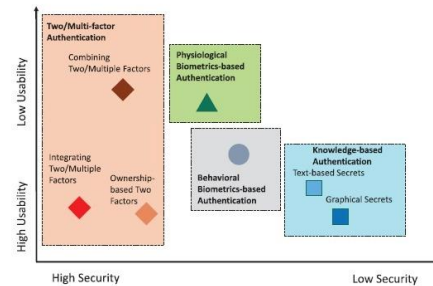 Two/Multi-factor
Authentication
Combining
Two/Multiple Factors
Physiological
Biometrics-based
Authentication
Low Usability
Integrating
Two/Multiple
Factors
Ownership-
based Two
Factors
Behavioral
Biometrics-based
Authentication
Knowledge-based
Authentication
Text-based Secrets
Graphical Secrets
High Usability
High Security
Low Security